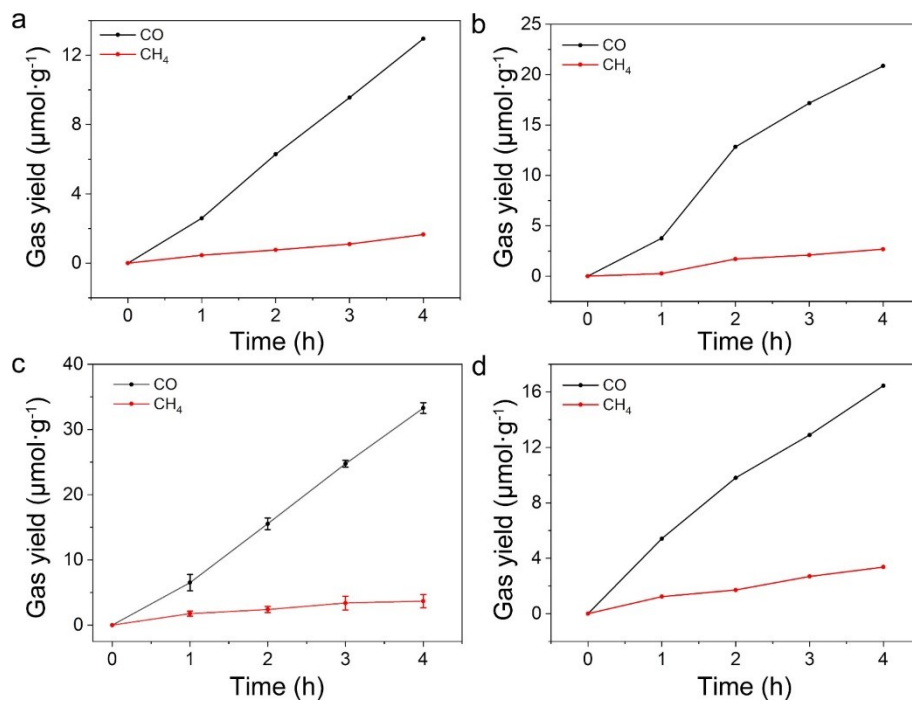 a
CO
CH₄
12
8
4
0
Gas yield (μmol·g⁻¹)
0 1 2 3 4
Time (h)
b
CO
CH₄
25
20
15
10
5
0
Gas yield (μmol·g⁻¹)
0 1 2 3 4
Time (h)
c
CO
CH₄
40
30
20
10
0
Gas yield (μmol·g⁻¹)
0 1 2 3 4
Time (h)
d
CO
CH₄
16
12
8
4
0
Gas yield (μmol·g⁻¹)
0 1 2 3 4
Time (h)